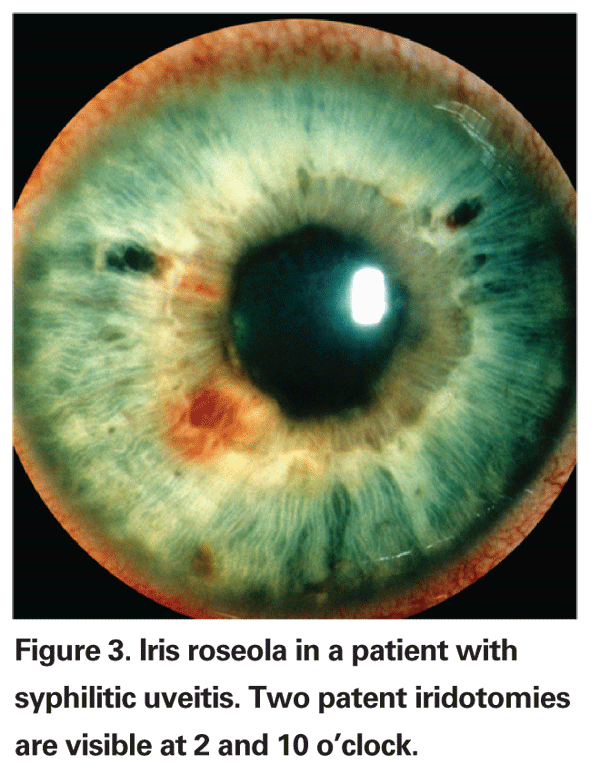 Figure 3. Iris roseola in a patient with
syphilitic uveitis. Two patent iridotomies
are visible at 2 and 10 o’clock.